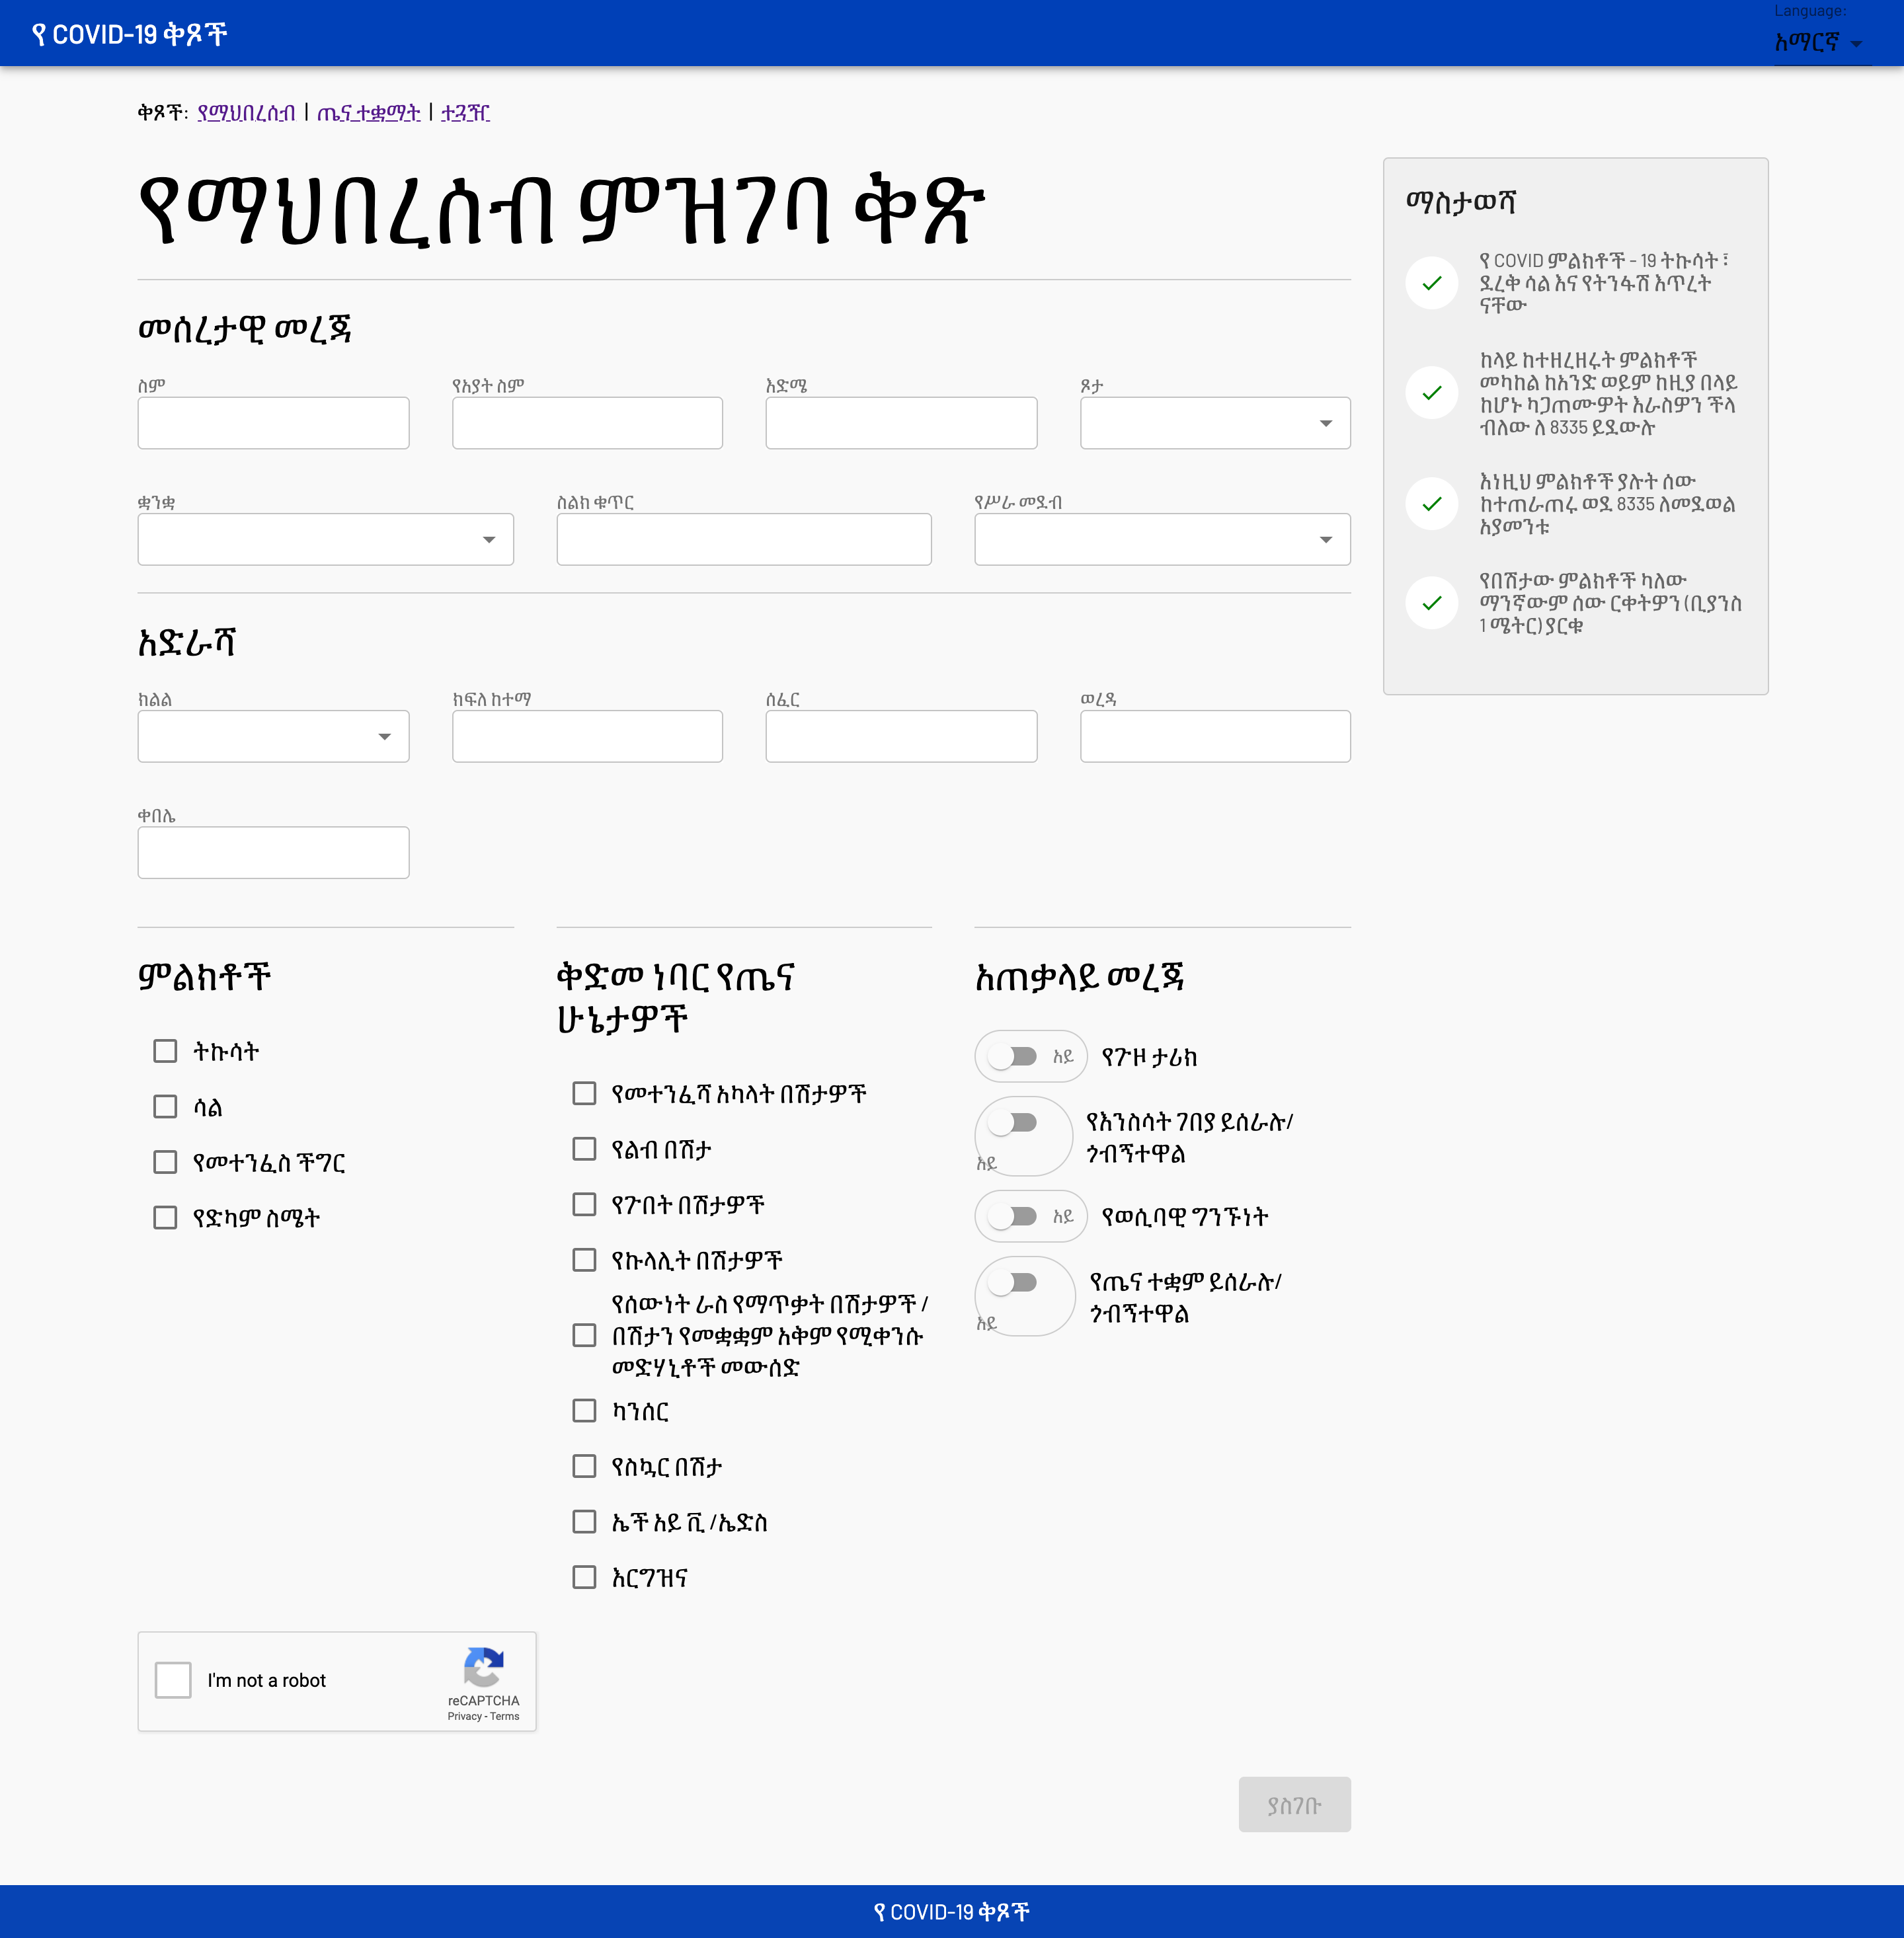 የ COVID-19 ቅጾች
Language:
አማርኛ
ቅጾች: የማህበረሰብ | ጤና ተቋማት | ተጓዥ
የማህበረሰብ ምዝገባ ቅጽ
መሰረታዊ መረጃ
ስም
የአያት ስም
እድሜ
ጾታ
ቋንቋ
ስልክ ቁጥር
የሥራ መደብ
አድራሻ
ክልል
ክፍለ ከተማ
ሰፈር
ወረዳ
ቀበሌ
ምልክቶች
ትኩሳት
ሳል
የመተንፈስ ችግር
የድካም ስሜት
ቅድመ ነባር የጤና
ሁኔታዎች
የመተንፈሻ አካላት በሽታዎች
የልብ በሽታ
የጉበት በሽታዎች
የኩላሊት በሽታዎች
የሰውነት ራስ የማጥቃት በሽታዎች /
በሽታን የመቋቋም አቅም የሚቀንሱ
መድሃኒቶች መውሰድ
ካንሰር
የስኳር በሽታ
ኤች አይ ቪ /ኤድስ
እርግዝና
አጠቃላይ መረጃ
አይ የጉዞ ታሪክ
የእንስሳት ገበያ ይሰራሉ/
ጎብኝተዋል
አይ
አይ የወሲባዊ ግንኙነት
የጤና ተቋም ይሰራሉ/
ጎብኝተዋል
አይ
I'm not a robot
reCAPTCHA
Privacy - Terms
ያስገቡ
ማስታወሻ
የ COVID ምልክቶች - 19 ትኩሳት ፣
ደረቅ ሳል እና የትንፋሽ እጥረት
ናቸው
ከላይ ከተዘረዘሩት ምልክቶች
መካከል ከአንድ ወይም ከዚያ በላይ
ከሆኑ ካጋጠሙዎት እራስዎን ችላ
ብለው ለ 8335 ይደውሉ
እነዚህ ምልክቶች ያሉት ሰው
ከተጠራጠሩ ወደ 8335 ለመደወል
አያመንቱ
የበሽታው ምልክቶች ካለው
ማንኛውም ሰው ርቀትዎን (ቢያንስ
1 ሜትር) ያርቁ
የ COVID-19 ቅጾች